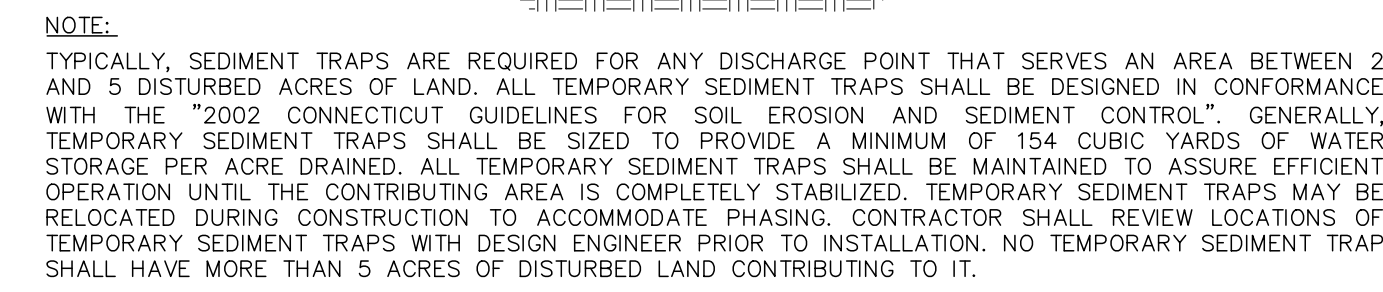 NOTE:
TYPICALLY, SEDIMENT TRAPS ARE REQUIRED FOR ANY DISCHARGE POINT THAT SERVES AN AREA BETWEEN 2
AND 5 DISTURBED ACRES OF LAND. ALL TEMPORARY SEDIMENT TRAPS SHALL BE DESIGNED IN CONFORMANCE
WITH THE "2002 CONNECTICUT GUIDELINES FOR SOIL EROSION AND SEDIMENT CONTROL". GENERALLY,
TEMPORARY SEDIMENT TRAPS SHALL BE SIZED TO PROVIDE A MINIMUM OF 154 CUBIC YARDS OF WATER
STORAGE PER ACRE DRAINED. ALL TEMPORARY SEDIMENT TRAPS SHALL BE MAINTAINED TO ASSURE EFFICIENT
OPERATION UNTIL THE CONTRIBUTING AREA IS COMPLETELY STABILIZED. TEMPORARY SEDIMENT TRAPS MAY BE
RELOCATED DURING CONSTRUCTION TO ACCOMMODATE PHASING. CONTRACTOR SHALL REVIEW LOCATIONS OF
TEMPORARY SEDIMENT TRAPS WITH DESIGN ENGINEER PRIOR TO INSTALLATION. NO TEMPORARY SEDIMENT TRAP
SHALL HAVE MORE THAN 5 ACRES OF DISTURBED LAND CONTRIBUTING TO IT.